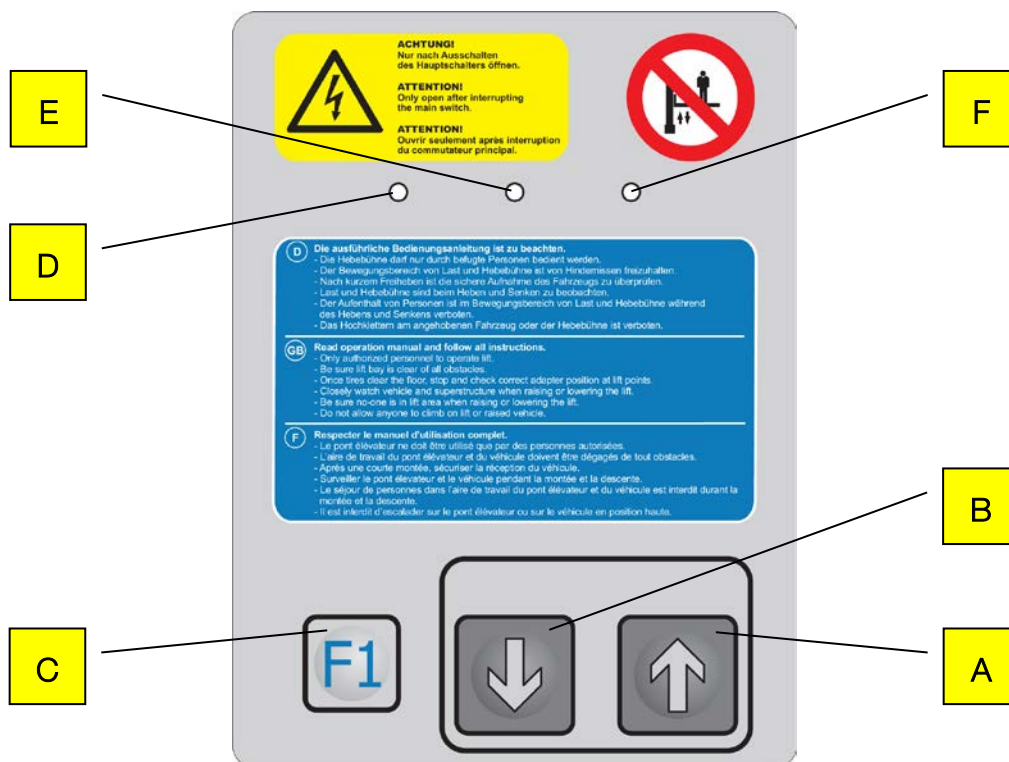 ACHTUNG!
Nur nach Ausschalten
des Hauptschalters öffnen.
ATTENTION!
Only open after interrupting
the main switch.
ATTENTION!
Ouvrir seulement après interruption
du commutateur principal.
E
F
D
D Die ausführliche Bedienungsanleitung ist zu beachten.
- Die Hebebühne darf nur durch befugte Personen bedient werden.
- Der Bewegungsbereich von Last und Hebebühne ist von Hindernissen freizuhalten.
- Nach kurzem Freiheben ist die sichere Aufnahme des Fahrzeugs zu überprüfen.
- Last und Hebebühne sind beim Heben und Senken zu beobachten.
- Der Aufenthalt von Personen ist im Bewegungsbereich von Last und Hebebühne während
des Hebens und Senkens verboten.
- Das Hochklettern am angehobenen Fahrzeug oder der Hebebühne ist verboten.
GB Read operation manual and follow all instructions.
- Only authorized personnel to operate lift.
- Be sure lift bay is clear of all obstacles.
- Once tires clear the floor, stop and check correct adapter position at lift points.
- Closely watch vehicle and superstructure when raising or lowering the lift.
- Be sure no-one is in lift area when raising or lowering the lift.
- Do not allow anyone to climb on lift or raised vehicle.
F Respecter le manuel d'utilisation complet.
- Le pont élévateur ne doit être utilisé que par des personnes autorisées.
- L'aire de travail du pont élévateur et du véhicule doivent être dégagés de tout obstacles.
- Après une courte montée, sécuriser la réception du véhicule.
- Surveiller le pont élevateur et le véhicule pendant la montée et la descente.
- Le séjour de personnes dans l'aire de travail du pont élévateur et du véhicule est interdit durant la
montée et la descente.
- Il est interdit d'escalader sur le pont élévateur ou sur le véhicule en position haute.
B
C
F1
A